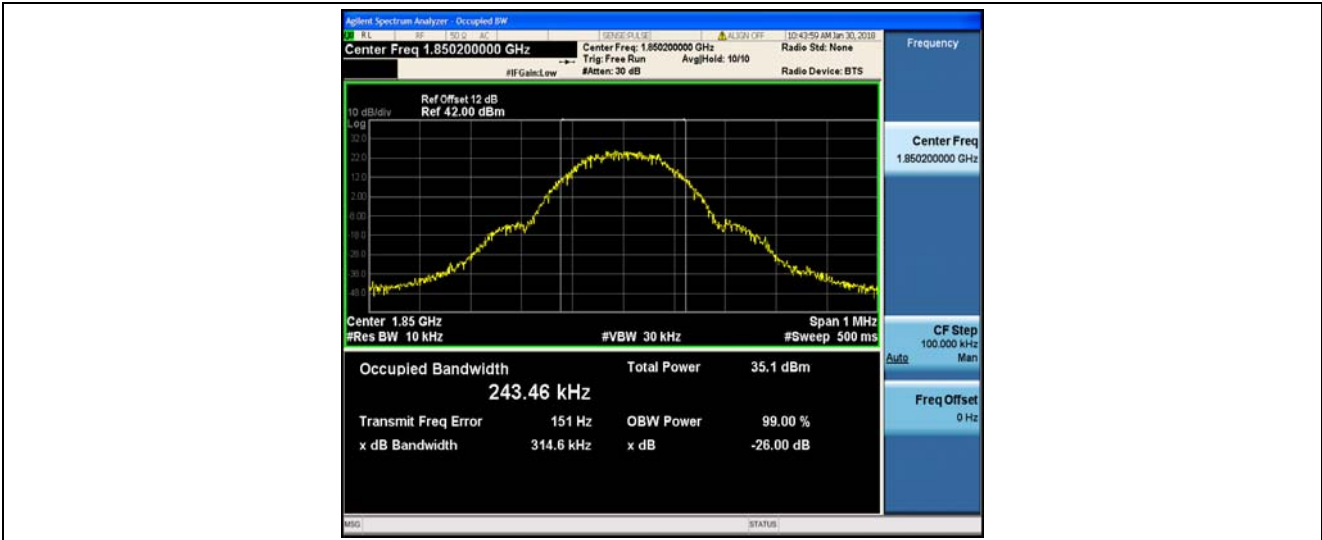 Agilent Spectrum Analyzer - Occupied BW
RL RF 50 Ω AC SENSE:PULSE ALIGN OFF 10:43:59 AM Jan 30, 2018
Center Freq 1.850200000 GHz
Center Freq: 1.850200000 GHz
Radio Std: None
Trig: Free Run Avg|Hold: 10/10
#IFGain:Low #Atten: 30 dB Radio Device: BTS
Ref Offset 12 dB
10 dB/div Ref 42.00 dBm
Log
32.0
22.0
12.0
2.00
-8.00
-18.0
-28.0
-38.0
-48.0
Center 1.85 GHz Span 1 MHz
#Res BW 10 kHz #VBW 30 kHz #Sweep 500 ms
Occupied Bandwidth Total Power 35.1 dBm
243.46 kHz
Transmit Freq Error 151 Hz OBW Power 99.00 %
x dB Bandwidth 314.6 kHz x dB -26.00 dB
MSG STATUS
Frequency
Center Freq
1.850200000 GHz
CF Step
100.000 kHz
Auto Man
Freq Offset
0 Hz